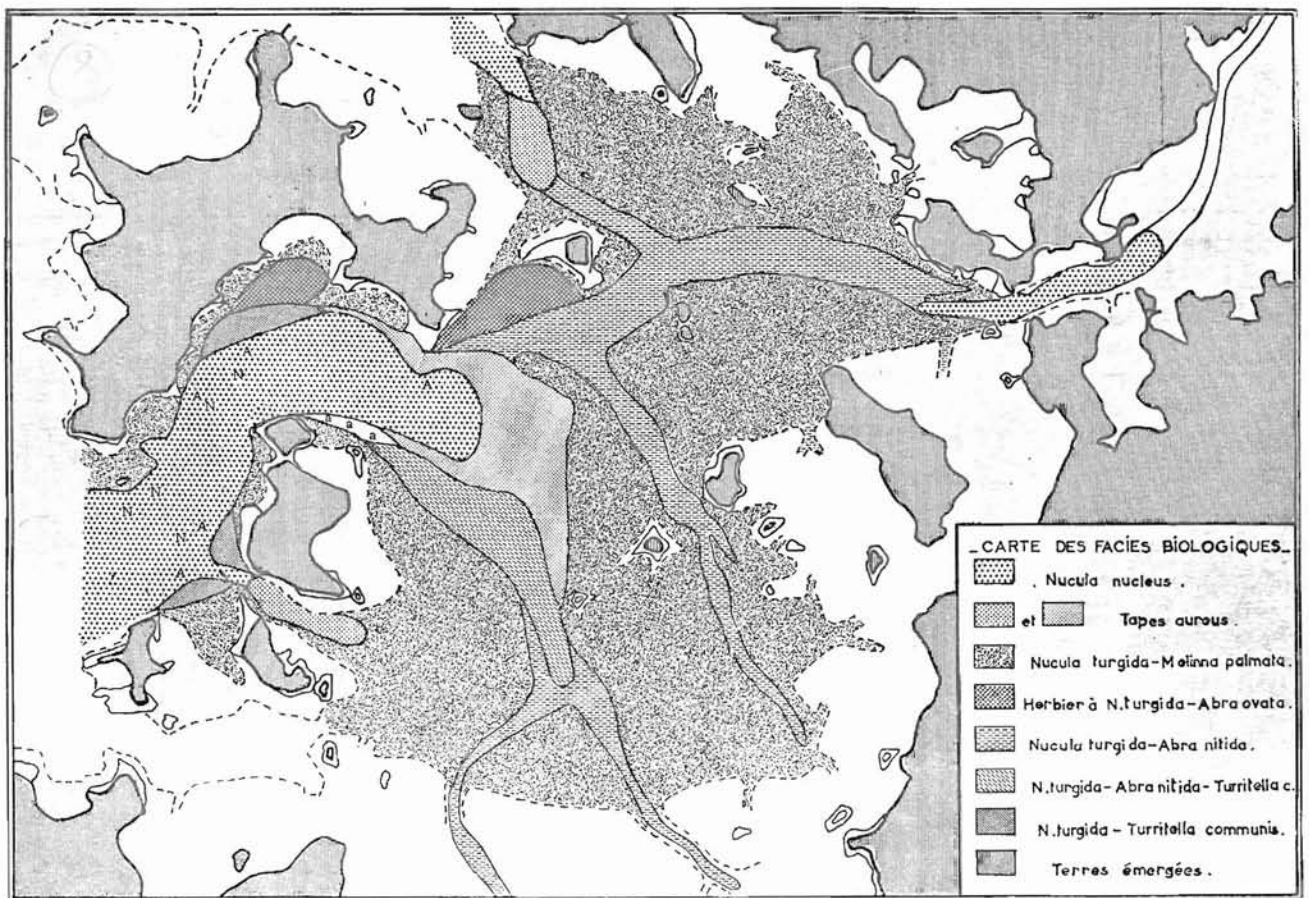 _CARTE DES FACIES BIOLOGIQUES_
. Nucula nucleus .
et Tapes aureus .
Nucula turgida-Melinna palmata.
Herbier à N.turgida-Abra ovata.
Nucula turgida-Abra nitida.
N.turgida-Abra nitida-Turritella c.
N.turgida-Turritella communis.
Terres émergées .
A
N
A
N
A
a
a
a
N
A
N
A
A